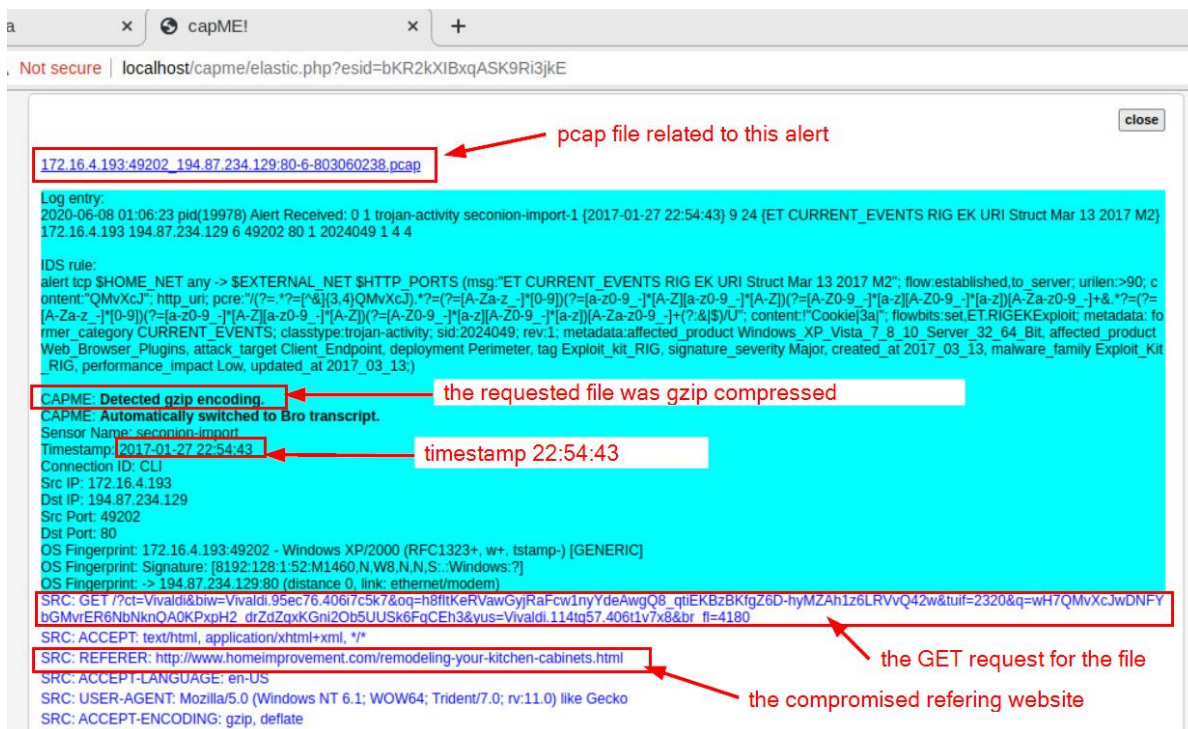 a
capME!
Not secure | localhost/capme/elastic.php?esid=bKR2kXIBxqASK9Ri3jkE
close
pcap file related to this alert
172.16.4.193:49202_194.87.234.129:80-6-803060238.pcap
Log entry:
2020-06-08 01:06:23 pid(19978) Alert Received: 0 1 trojan-activity seconion-import-1 {2017-01-27 22:54:43} 9 24 {ET CURRENT_EVENTS RIG EK URI Struct Mar 13 2017 M2}
172.16.4.193 194.87.234.129 6 49202 80 1 2024049 1 4 4
IDS rule:
alert tcp $HOME_NET any -> $EXTERNAL_NET $HTTP_PORTS (msg:"ET CURRENT_EVENTS RIG EK URI Struct Mar 13 2017 M2"; flow:established,to_server; urilen:>90; c
ontent:"QMvXcJ"; http_uri; pcre:"/(?=.*?=[^&]{3,4}QMvXcJ).*?=(?=[A-Za-z_-]*[0-9])(?=[a-z0-9_-]*[A-Z][a-z0-9_-]*[A-Z])(?=[A-Z0-9_-]*[a-z][A-Z0-9_-]*[a-z])[A-Za-z0-9_-]+&.*?=(?=
[A-Za-z_-]*[0-9])(?=[a-z0-9_-]*[A-Z][a-z0-9_-]*[A-Z])(?=[A-Z0-9_-]*[a-z][A-Z0-9_-]*[a-z])[A-Za-z0-9_-]+(?:&|$)/U"; content:!"Cookie|3a|"; flowbits:set,ET.RIGEKExploit; metadata: fo
rmer_category CURRENT_EVENTS; classtype:trojan-activity; sid:2024049; rev:1; metadata:affected_product Windows_XP_Vista_7_8_10_Server_32_64_Bit, affected_product
Web_Browser_Plugins, attack_target Client_Endpoint, deployment Perimeter, tag Exploit_kit_RIG, signature_severity Major, created_at 2017_03_13, malware_family Exploit_Kit
_RIG, performance_impact Low, updated_at 2017_03_13;)
CAPME: Detected gzip encoding.
the requested file was gzip compressed
CAPME: Automatically switched to Bro transcript.
Sensor Name: seconion-import
Timestamp: 2017-01-27 22:54:43
timestamp 22:54:43
Connection ID: CLI
Src IP: 172.16.4.193
Dst IP: 194.87.234.129
Src Port: 49202
Dst Port: 80
OS Fingerprint: 172.16.4.193:49202 - Windows XP/2000 (RFC1323+, w+, tstamp-) [GENERIC]
OS Fingerprint: Signature: [8192:128:1:52:M1460,N,W8,N,N,S:.:Windows:?]
OS Fingerprint: -> 194.87.234.129:80 (distance 0, link: ethernet/modem)
SRC: GET /?ct=Vivaldi&biw=Vivaldi.95ec76.406i7c5k7&oq=h8fltKeRVawGyjRaFcw1nyYdeAwgQ8_qtiEKBzBKfgZ6D-hyMZAh1z6LRVvQ42w&tuif=2320&q=wH7QMvXcJwDNFY
bGMvrER6NbNknQA0KPxpH2_drZdZqxKGni2Ob5UUSk6FqCEh3&yus=Vivaldi.114tq57.406t1v7x8&br_fl=4180
SRC: ACCEPT: text/html, application/xhtml+xml, */*
the GET request for the file
SRC: REFERER: http://www.homeimprovement.com/remodeling-your-kitchen-cabinets.html
SRC: ACCEPT-LANGUAGE: en-US
SRC: USER-AGENT: Mozilla/5.0 (Windows NT 6.1; WOW64; Trident/7.0; rv:11.0) like Gecko
the compromised refering website
SRC: ACCEPT-ENCODING: gzip, deflate